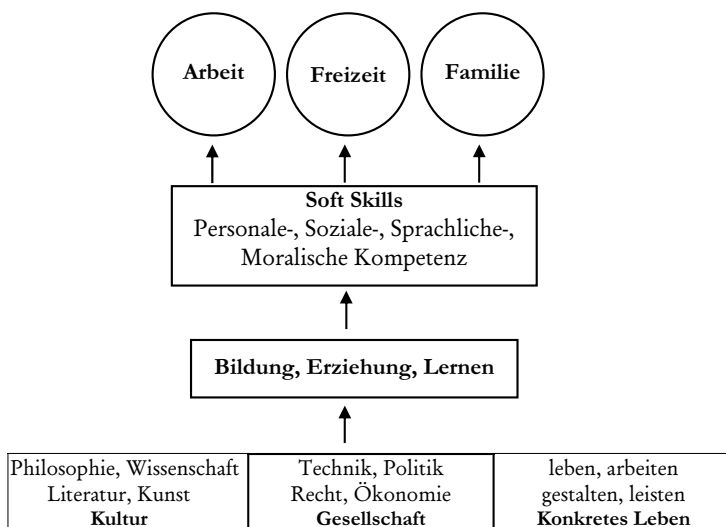 Arbeit
Freizeit
Familie
Soft Skills
Personale-, Soziale-, Sprachliche-,
Moralische Kompetenz
Bildung, Erziehung, Lernen
Philosophie, Wissenschaft
Literatur, Kunst
Kultur
Technik, Politik
Recht, Ökonomie
Gesellschaft
leben, arbeiten
gestalten, leisten
Konkretes Leben